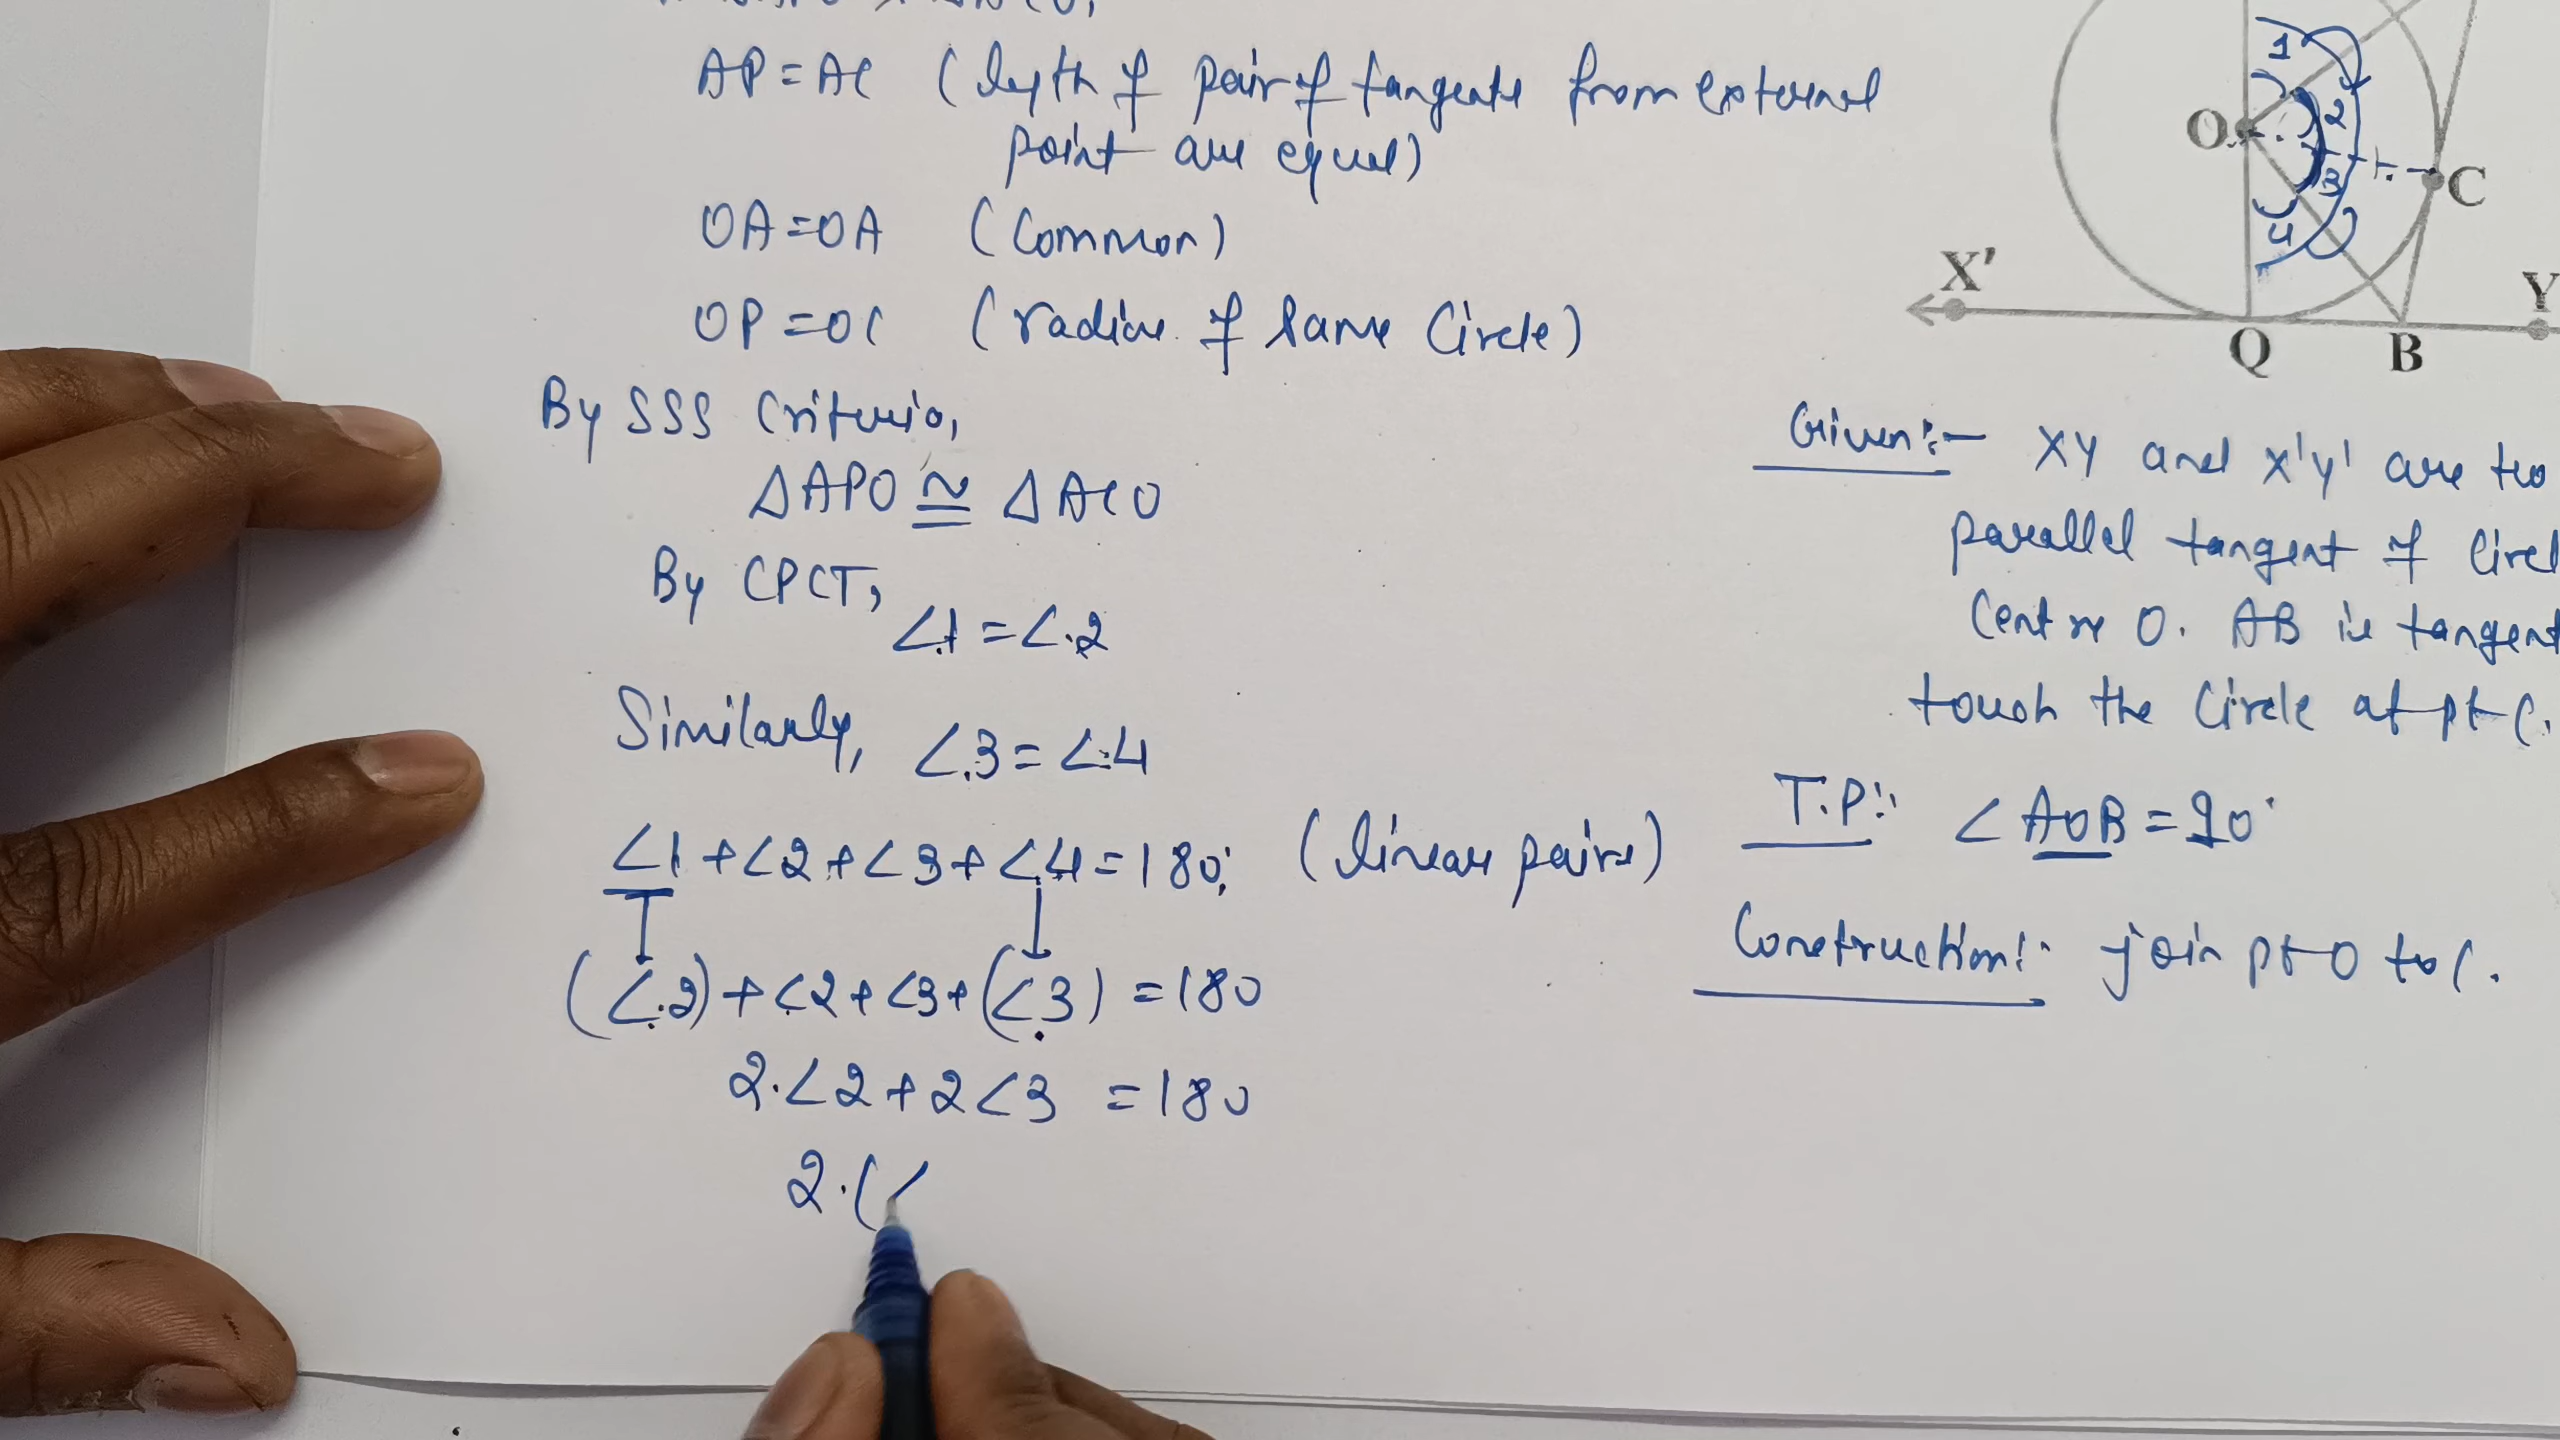 AP = AC (length of pair of tangents from external
point are equal)
OA = OA (Common)
OP = OC (radius of same Circle)
By SSS Criteria,
△APO ≅ △ACO
By CPCT,
∠1 = ∠2
Similarly, ∠3 = ∠4
∠1 + ∠2 + ∠3 + ∠4 = 180° (linear pairs)
(∠2) + ∠2 + ∠3 + (∠3) = 180
2·∠2 + 2∠3 = 180
2·(∠
1
2
O
3
C
4
X'
Y
Q
B
Given:- XY and X'Y' are two
parallel tangent of Circl
Centre O. AB is tangent
touch the Circle at pt C.
T.P:- ∠AOB = 90°
Construction:- join pt O to C.